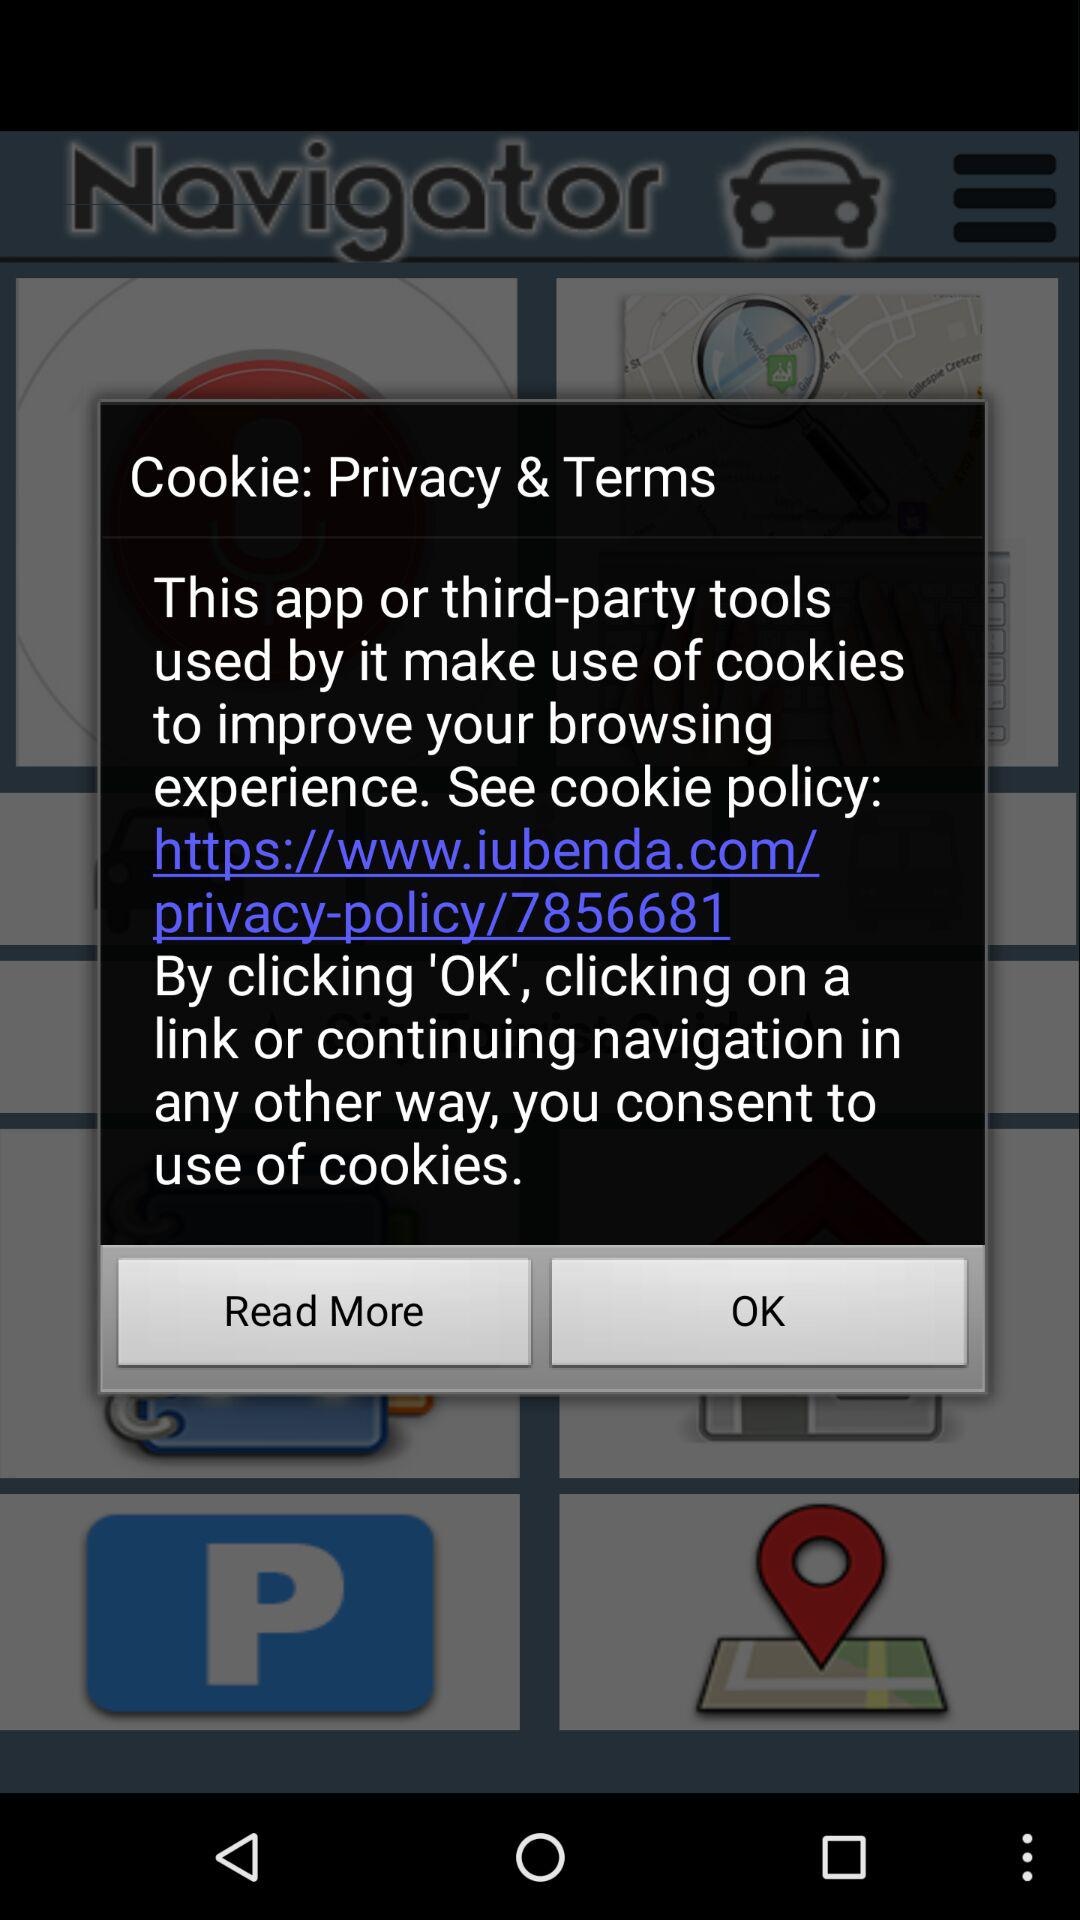 Navigator
Cookie: Privacy & Terms
This app or third-party tools
used by it make use of cookies
to improve your browsing
experience. See cookie policy:
https://www.iubenda.com/
privacy-policy/7856681
By clicking 'OK', clicking on a
link or continuing navigation in
any other way, you consent to
use of cookies.
Read More
OK
P